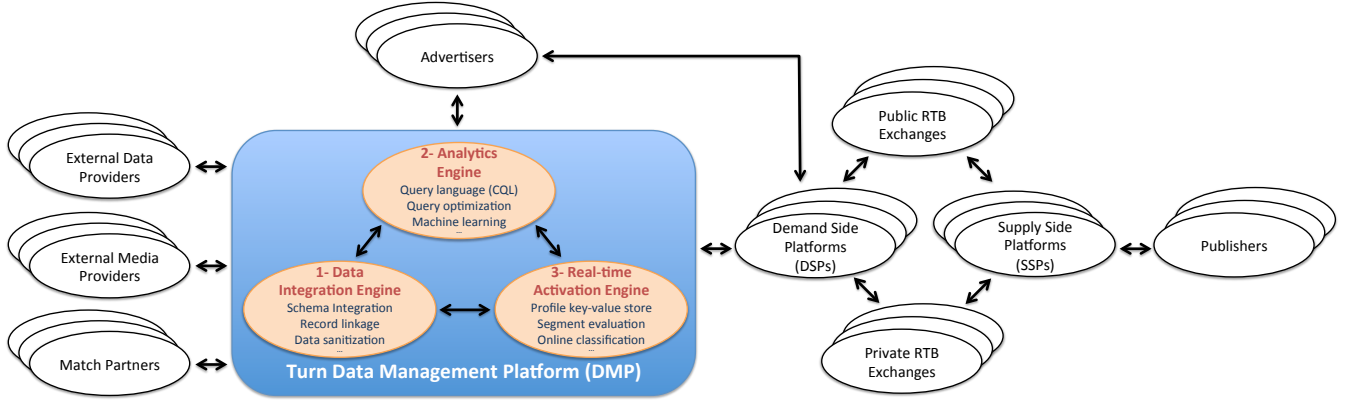 Advertisers
Public RTB
Exchanges
External Data
Providers
2- Analytics
Engine
Query language (CQL)
Query optimization
Machine learning
...
External Media
Providers
Demand Side
Platforms
(DSPs)
Supply Side
Platforms
(SSPs)
Publishers
1- Data
Integration Engine
Schema Integration
Record linkage
Data sanitization
...
3- Real-time
Activation Engine
Profile key-value store
Segment evaluation
Online classification
...
Match Partners
Private RTB
Exchanges
Turn Data Management Platform (DMP)